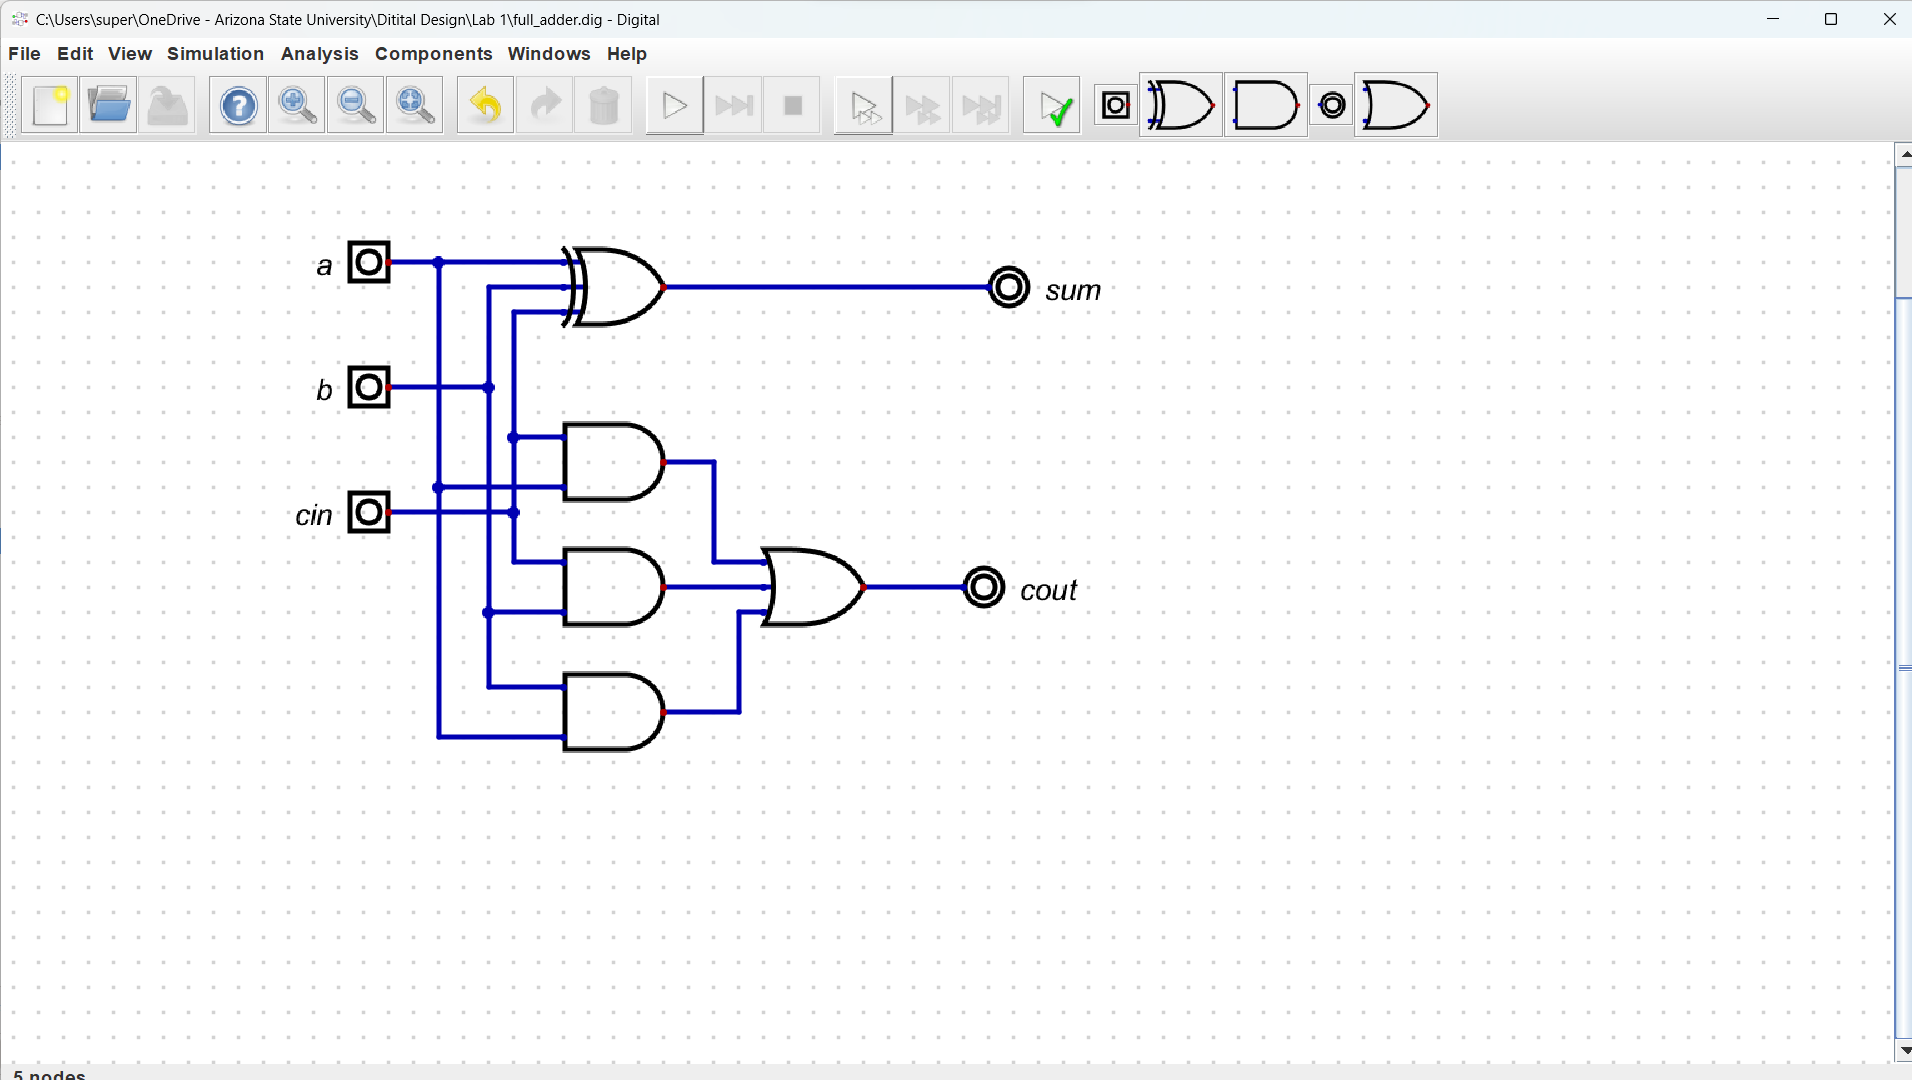 C:\Users\super\OneDrive - Arizona State University\Ditital Design\Lab 1\full_adder.dig - Digital
File Edit View Simulation Analysis Components Windows Help
a
sum
b
cin
cout
5 nodes